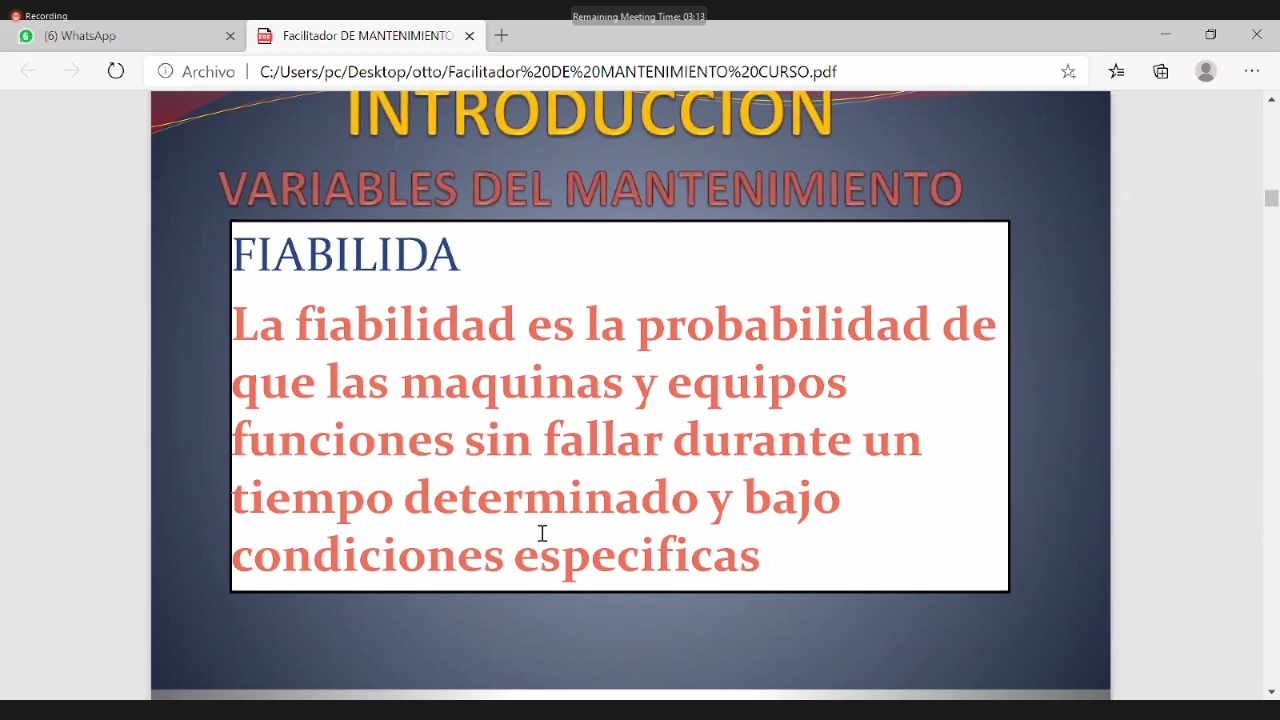 Recording
Remaining Meeting Time: 03:13
(6) WhatsApp
Facilitador DE MANTENIMIENTO
Archivo
C:/Users/pc/Desktop/otto/Facilitador%20DE%20MANTENIMIENTO%20CURSO.pdf
INTRODUCCION
VARIABLES DEL MANTENIMIENTO
FIABILIDA
La fiabilidad es la probabilidad de
que las maquinas y equipos
funciones sin fallar durante un
tiempo determinado y bajo
condiciones especificas